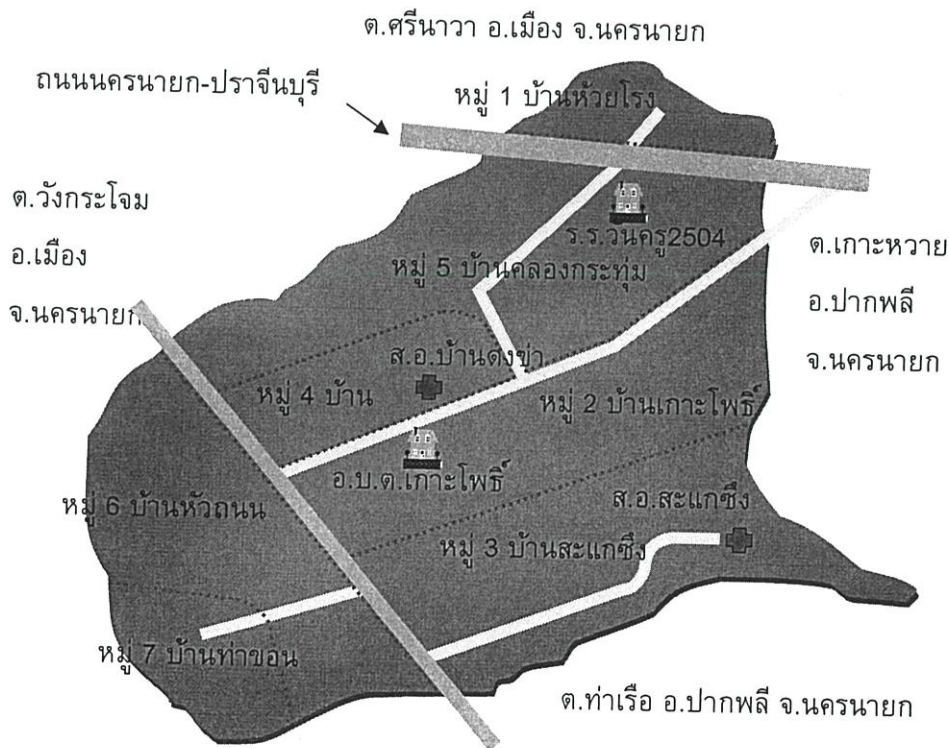 ต.ศรีนาวา อ.เมือง จ.นครนายก
ถนนนครนายก-ปราจีนบุรี
หมู่ 1 บ้านห้วยโรง
ต.วังกระโจม
อ.เมือง
จ.นครนายก
ร.ร.วนครู2504
หมู่ 5 บ้านคลองกระทุ่ม
ต.เกาะหวาย
อ.ปากพลี
จ.นครนายก
ส.อ.บ้านดงข่า
หมู่ 4 บ้าน
หมู่ 2 บ้านเกาะโพธิ์
อ.บ.ต.เกาะโพธิ์
ส.อ.สะแกซึง
หมู่ 6 บ้านหัวถนน
หมู่ 3 บ้านสะแกซึง
หมู่ 7 บ้านท่าขอน
ต.ท่าเรือ อ.ปากพลี จ.นครนายก